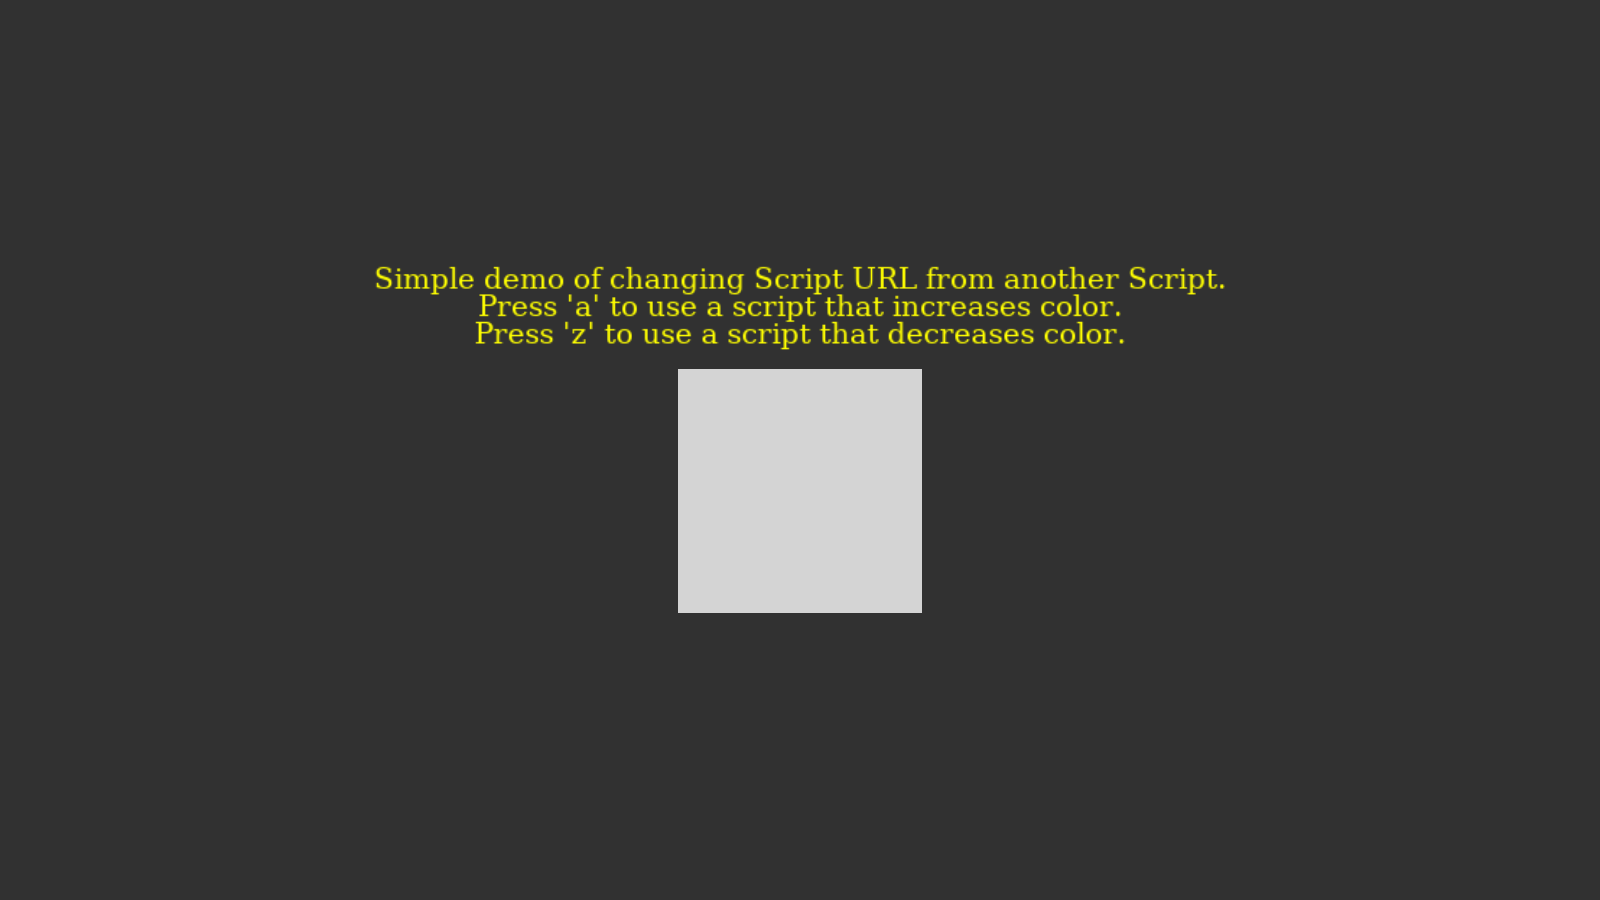 Simple demo of changing Script URL from another Script.
Press 'a' to use a script that increases color.
Press 'z' to use a script that decreases color.